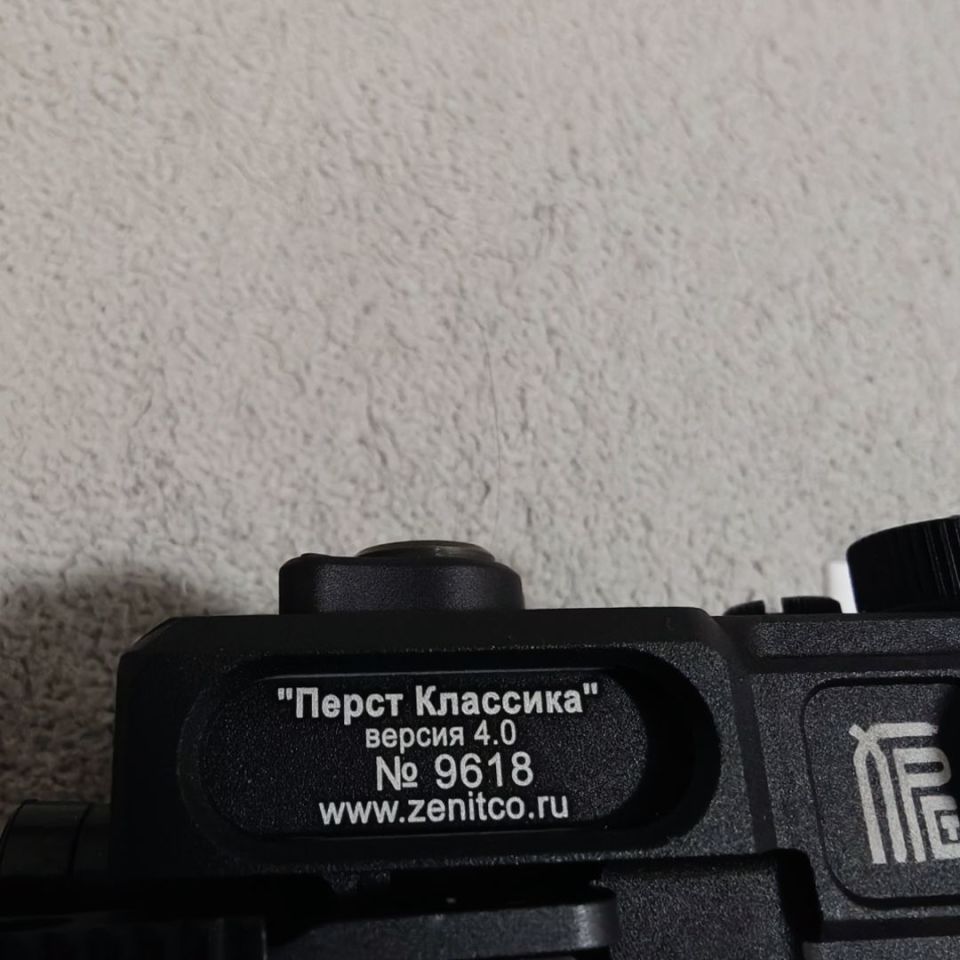 "Перст Классика"
версия 4.0
№ 9618
www.zenitco.ru